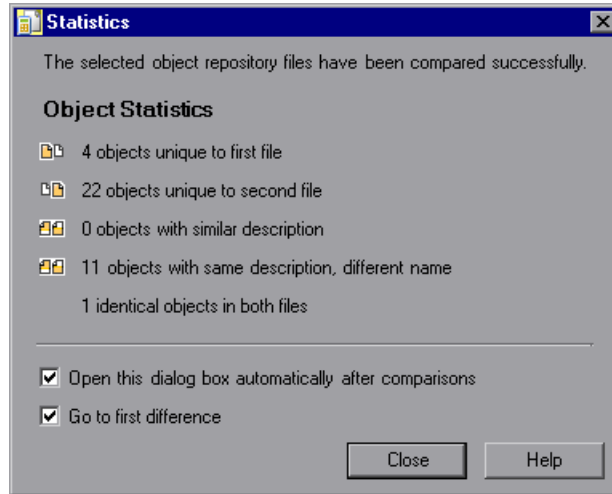 Statistics
The selected object repository files have been compared successfully.
Object Statistics
4 objects unique to first file
22 objects unique to second file
0 objects with similar description
11 objects with same description, different name
1 identical objects in both files
Open this dialog box automatically after comparisons
Go to first difference
Close Help